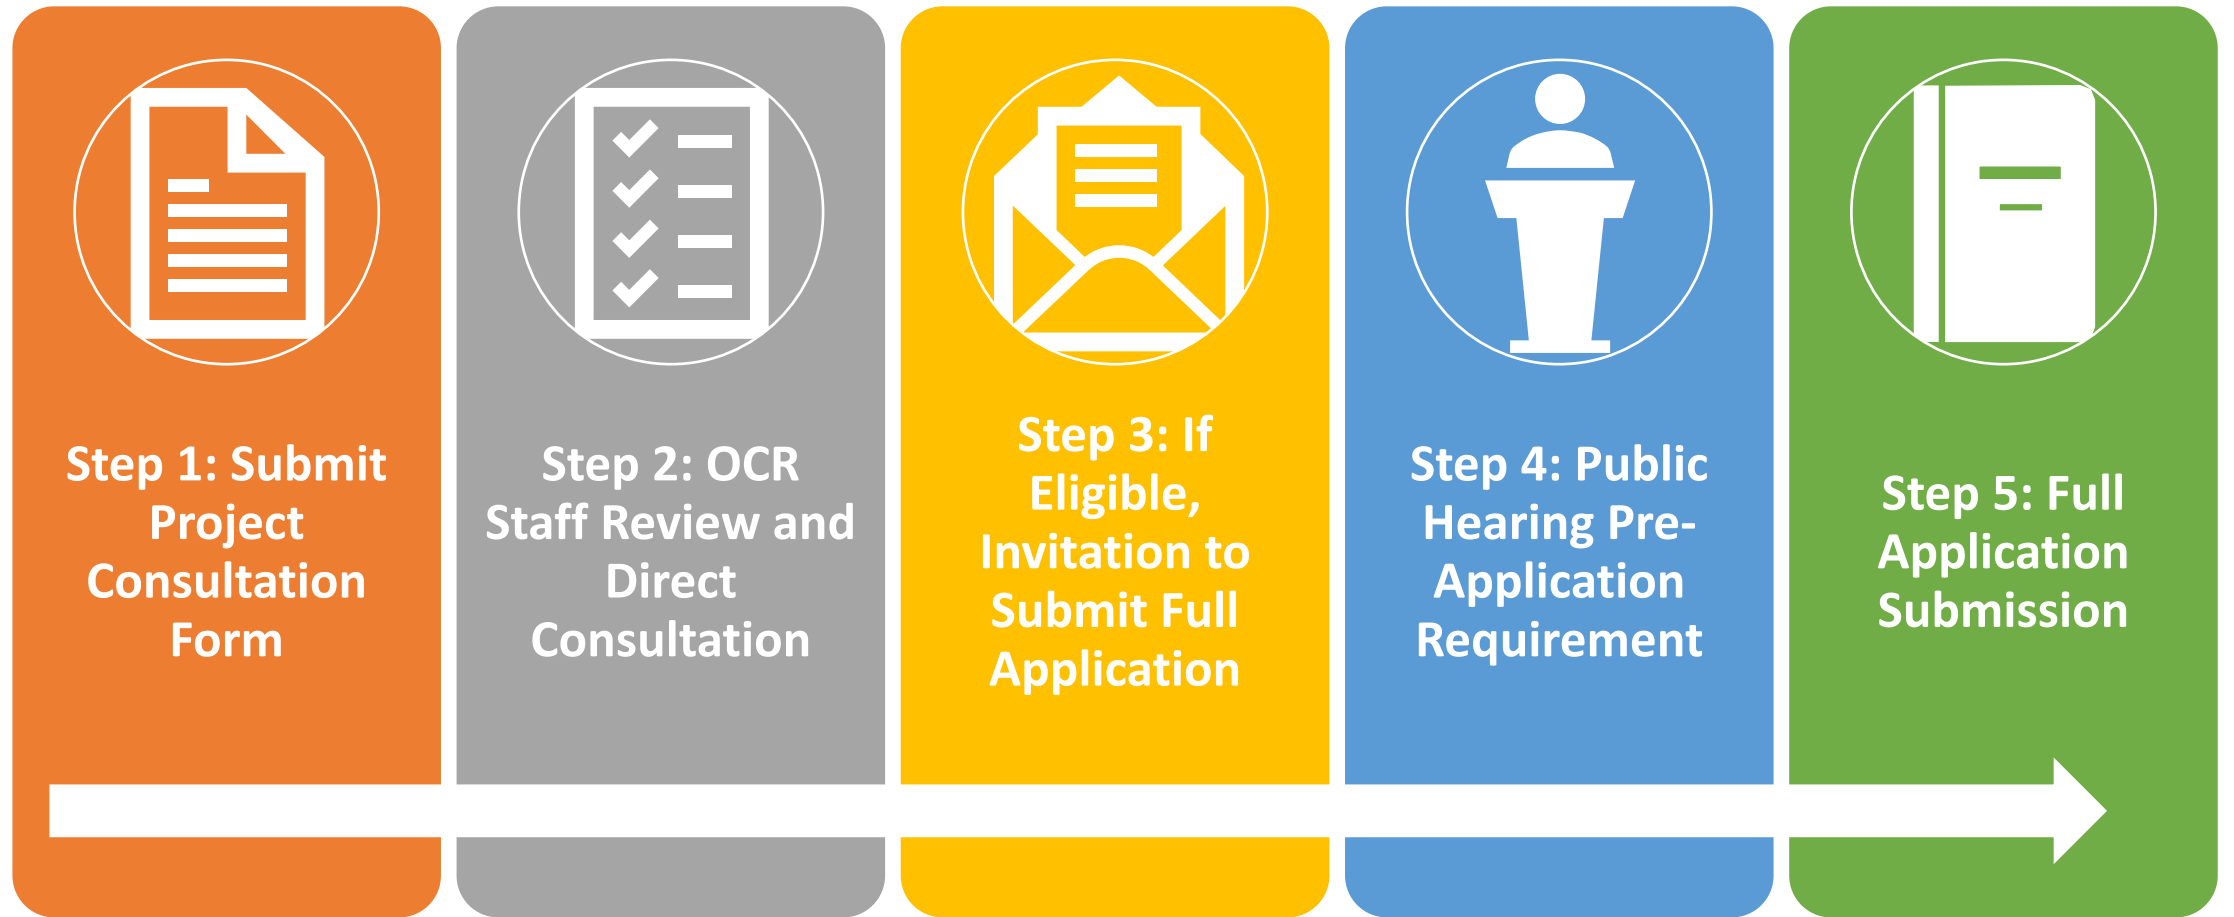 Step 1: Submit
Project
Consultation
Form
Step 2: OCR
Staff Review and
Direct
Consultation
Step 3: If
Eligible,
Invitation to
Submit Full
Application
Step 4: Public
Hearing Pre-
Application
Requirement
Step 5: Full
Application
Submission